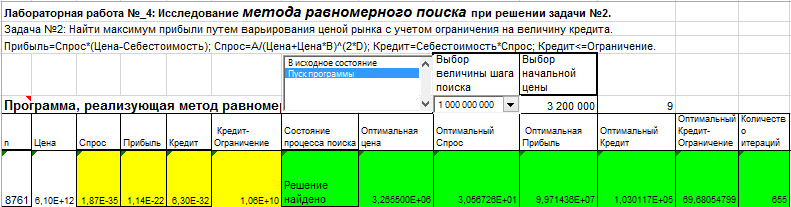 Лабораторная работа №_4: Исследование метода равномерного поиска при решении задачи №2.
Задача №2: Найти максимум прибыли путем варьирования ценой рынка с учетом ограничения на величину кредита.
Прибыль=Спрос*(Цена-Себестоимость); Спрос=А/(Цена+Цена*В)^(2*D); Кредит=Себестоимость*Спрос; Кредит<=Ограничение.
В исходное состояние
Пуск программы
Выбор величины шага поиска
Выбор начальной цены
Программа, реализующая метод равноме
1 000 000 000
3 200 000
9
n Цена Спрос Прибыль Кредит Кредит-Ограничение Состояние процесса поиска Оптимальная цена Оптимальный Спрос Оптимальная Прибыль Оптимальный Кредит Оптимальный Кредит-Ограничение Количество итераций
8761 6,10E+12 1,87E-35 1,14E-22 6,30E-32 1,06E+10 Решение найдено 3,265500E+06 3,056726E+01 9,971436E+07 1,030117E+05 69,68054799 655